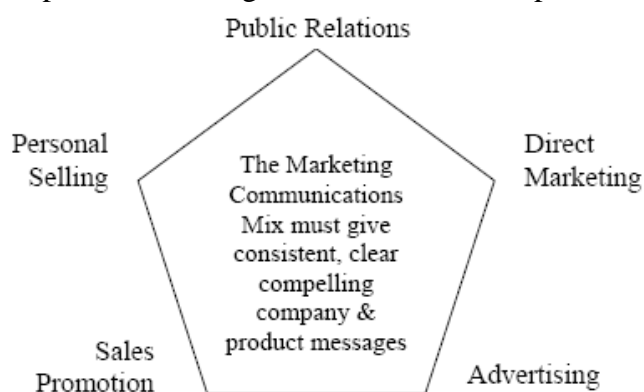 Public Relations
Personal
Selling
Direct
Marketing
The Marketing
Communications
Mix must give
consistent, clear
compelling
company &
product messages
Sales
Promotion
Advertising